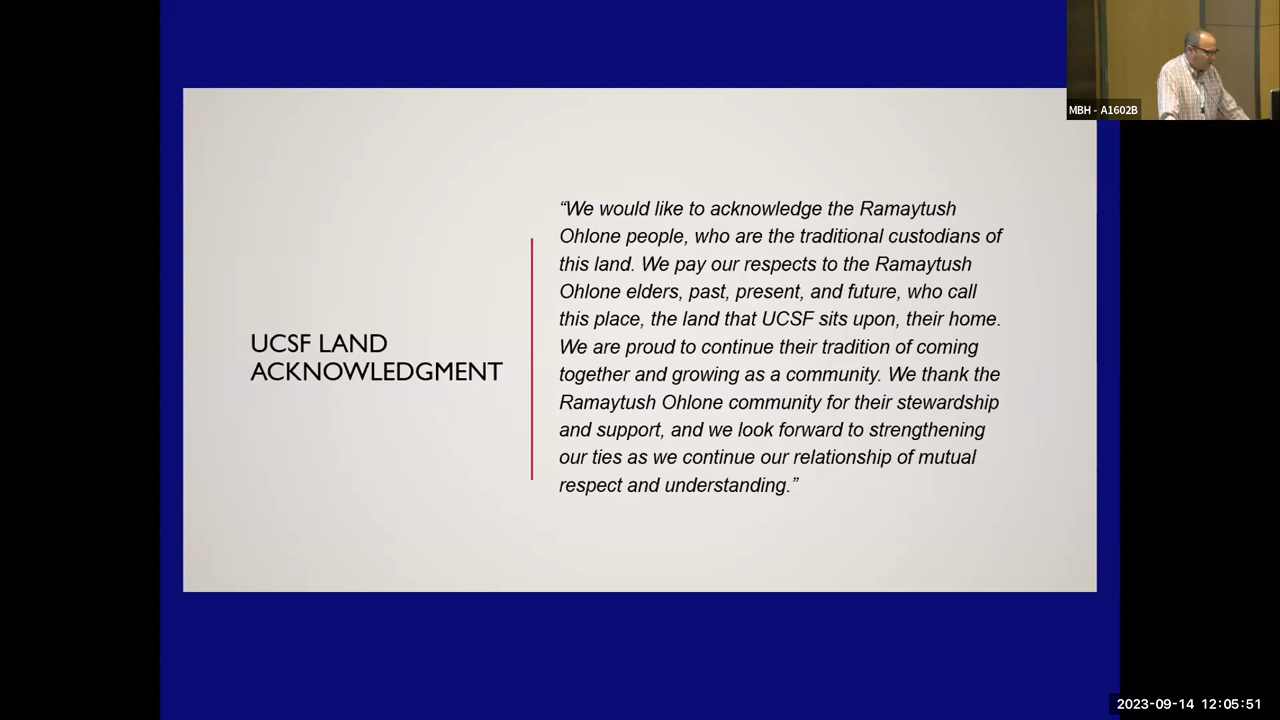 MBH - A1602B
UCSF LAND
ACKNOWLEDGMENT
“We would like to acknowledge the Ramaytush
Ohlone people, who are the traditional custodians of
this land. We pay our respects to the Ramaytush
Ohlone elders, past, present, and future, who call
this place, the land that UCSF sits upon, their home.
We are proud to continue their tradition of coming
together and growing as a community. We thank the
Ramaytush Ohlone community for their stewardship
and support, and we look forward to strengthening
our ties as we continue our relationship of mutual
respect and understanding.”
2023-09-14 12:05:51